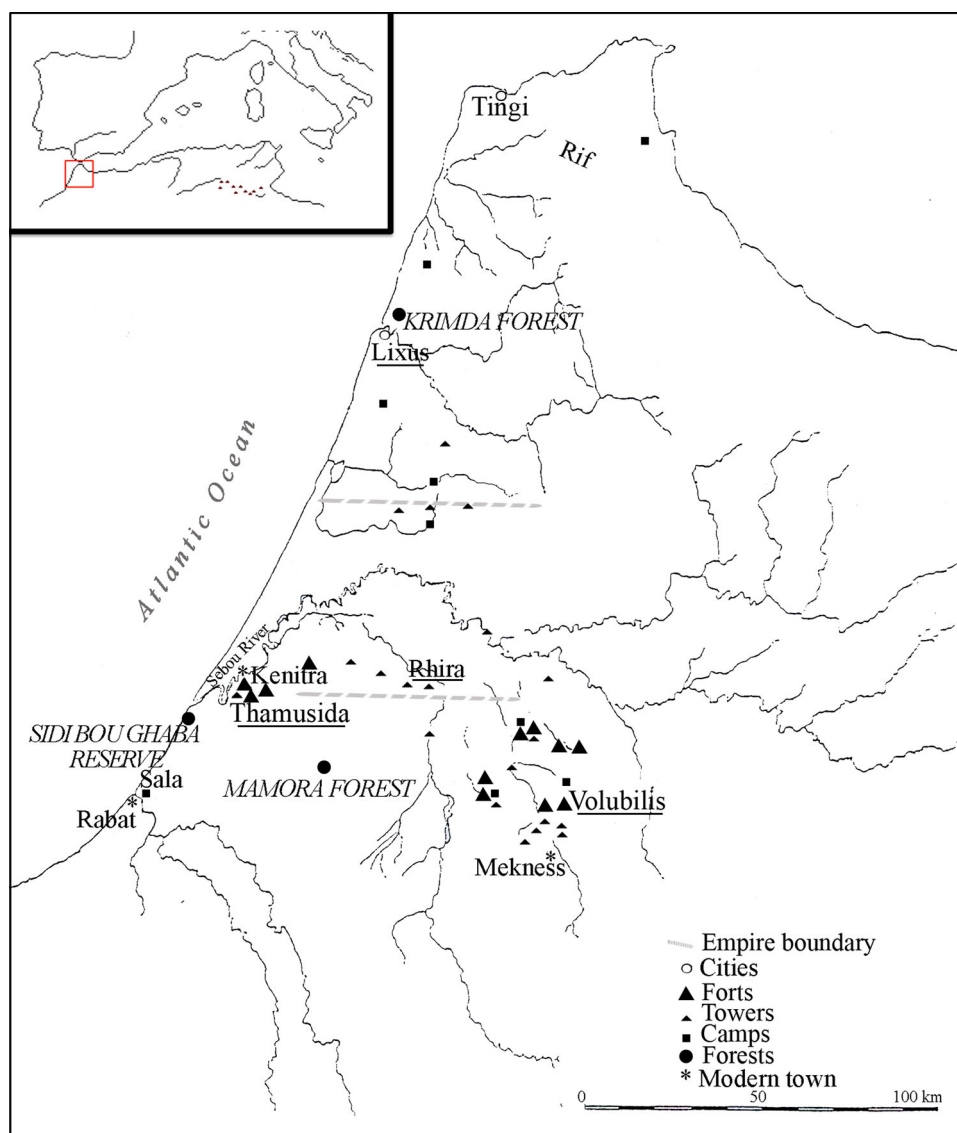 Tingi
Rif
KRIMDA FOREST
Lixus
Atlantic Ocean
Sebou River
Kenitra
Rhira
Thamusida
SIDI BOU GHABA
RESERVE
MAMORA FOREST
Sala
Rabat
Volubilis
Mekness
Empire boundary
Cities
Forts
Towers
Camps
Forests
* Modern town
0 50 100 km